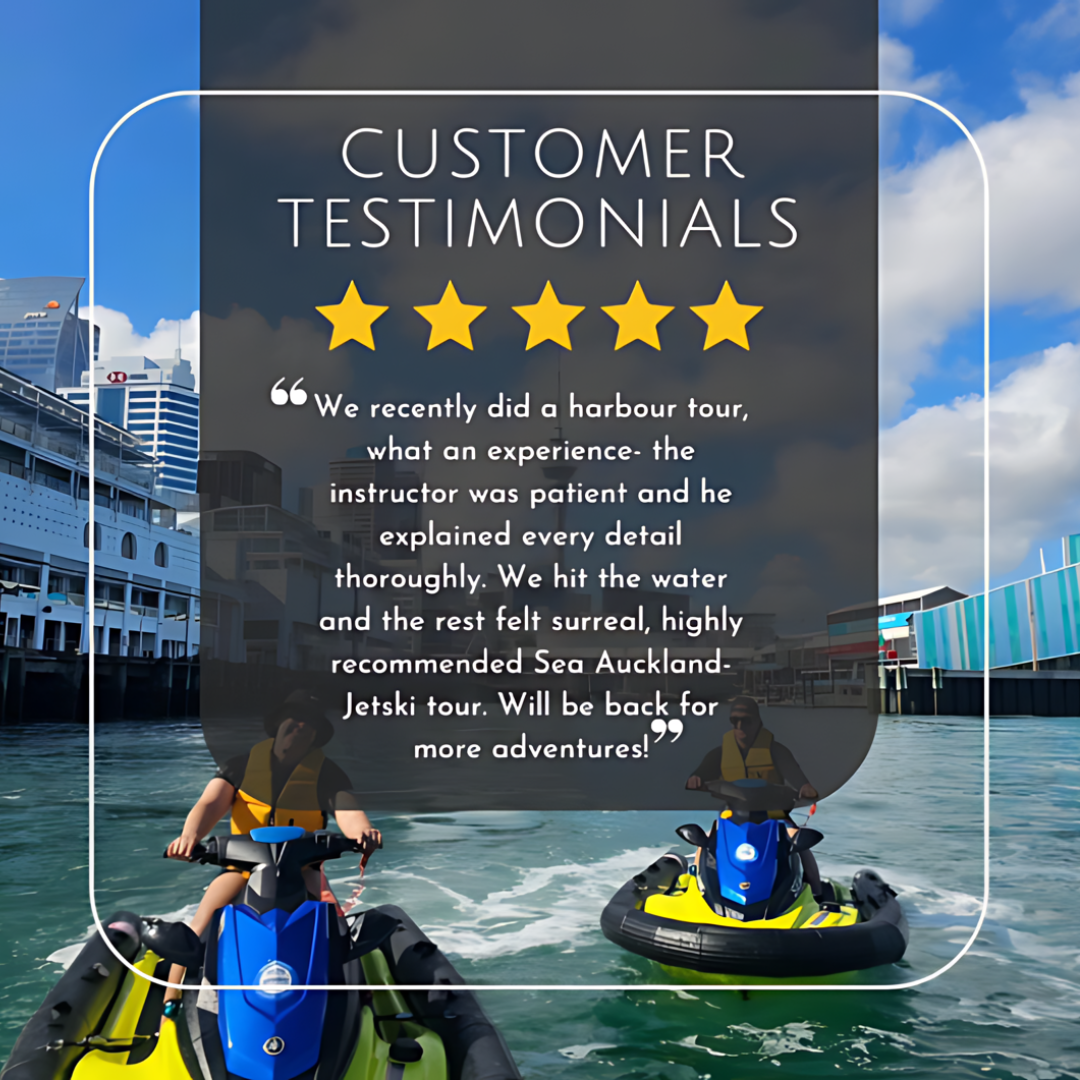 CUSTOMER
TESTIMONIALS
“We recently did a harbour tour,
what an experience- the
instructor was patient and he
explained every detail
thoroughly. We hit the water
and the rest felt surreal, highly
recommended Sea Auckland-
Jetski tour. Will be back for
more adventures!”
HSBC